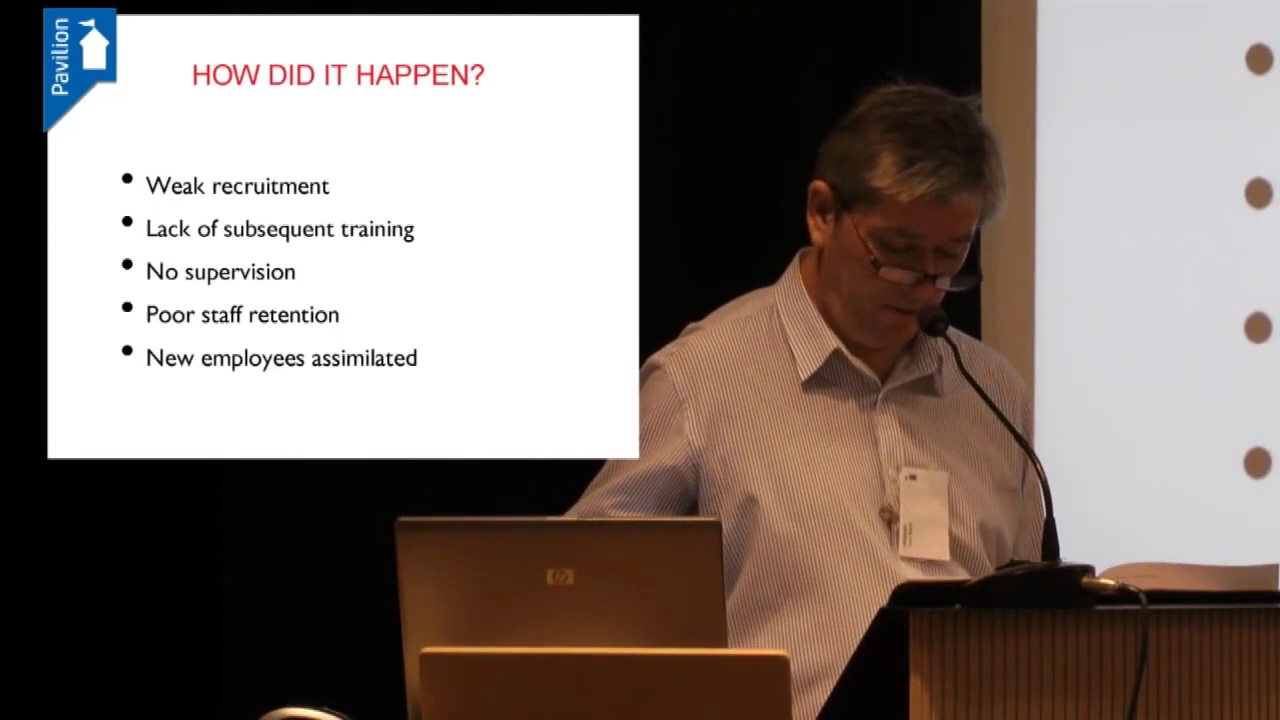 Pavilion
HOW DID IT HAPPEN?
• Weak recruitment
• Lack of subsequent training
• No supervision
• Poor staff retention
• New employees assimilated
hp